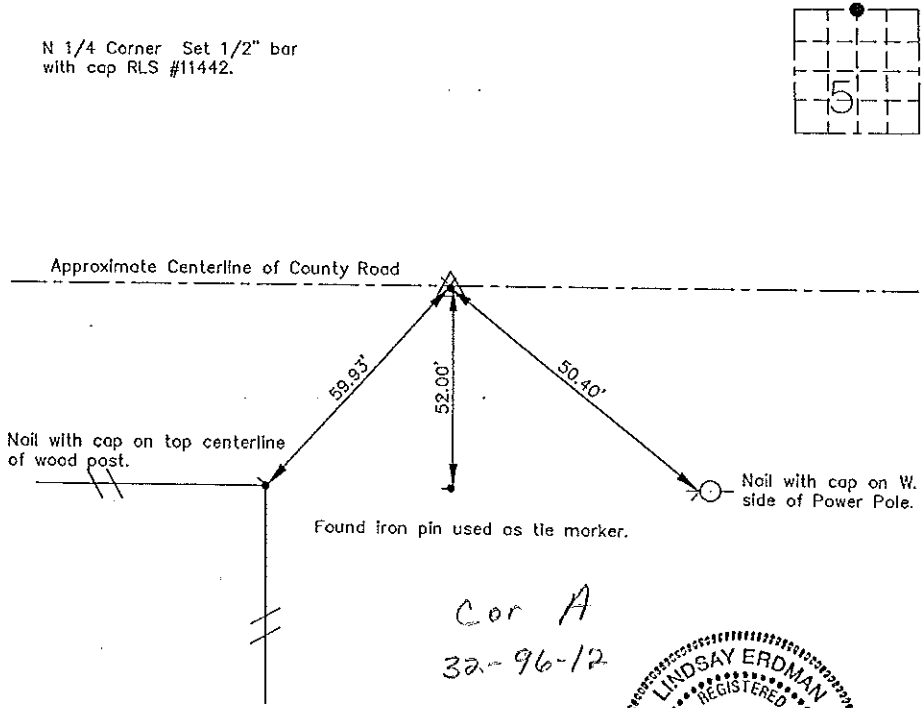 N 1/4 Corner Set 1/2" bar
with cap RLS #11442.
5
Approximate Centerline of County Road
59.93'
52.00'
50.40'
Nail with cap on top centerline
of wood post.
Nail with cap on W.
side of Power Pole.
Found iron pin used as tie marker.
Cor A
32-96-12
LINDSAY ERDMAN
REGISTERED